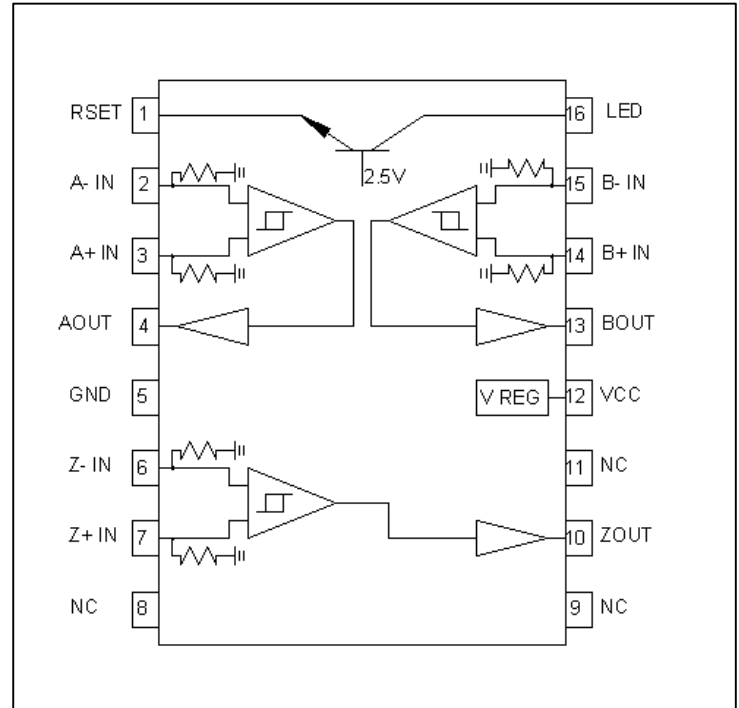 RSET 1 16 LED
2.5V
A- IN 2 15 B- IN
A+ IN 3 14 B+ IN
AOUT 4 13 BOUT
GND 5 V REG 12 VCC
Z- IN 6 11 NC
Z+ IN 7 10 ZOUT
NC 8 9 NC